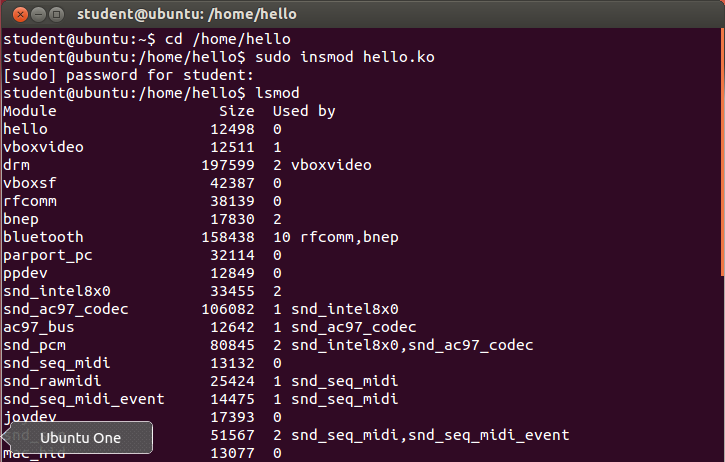 student@ubuntu: /home/hello
student@ubuntu:~$ cd /home/hello
student@ubuntu:/home/hello$ sudo insmod hello.ko
[sudo] password for student:
student@ubuntu:/home/hello$ lsmod
Module Size Used by
hello 12498 0
vboxvideo 12511 1
drm 197599 2 vboxvideo
vboxsf 42387 0
rfcomm 38139 0
bnep 17830 2
bluetooth 158438 10 rfcomm,bnep
parport_pc 32114 0
ppdev 12849 0
snd_intel8x0 33455 2
snd_ac97_codec 106082 1 snd_intel8x0
ac97_bus 12642 1 snd_ac97_codec
snd_pcm 80845 2 snd_intel8x0,snd_ac97_codec
snd_seq_midi 13132 0
snd_rawmidi 25424 1 snd_seq_midi
snd_seq_midi_event 14475 1 snd_seq_midi
joydev 17393 0
51567 2 snd_seq_midi,snd_seq_midi_event
Ubuntu One
mac_hid 13077 0